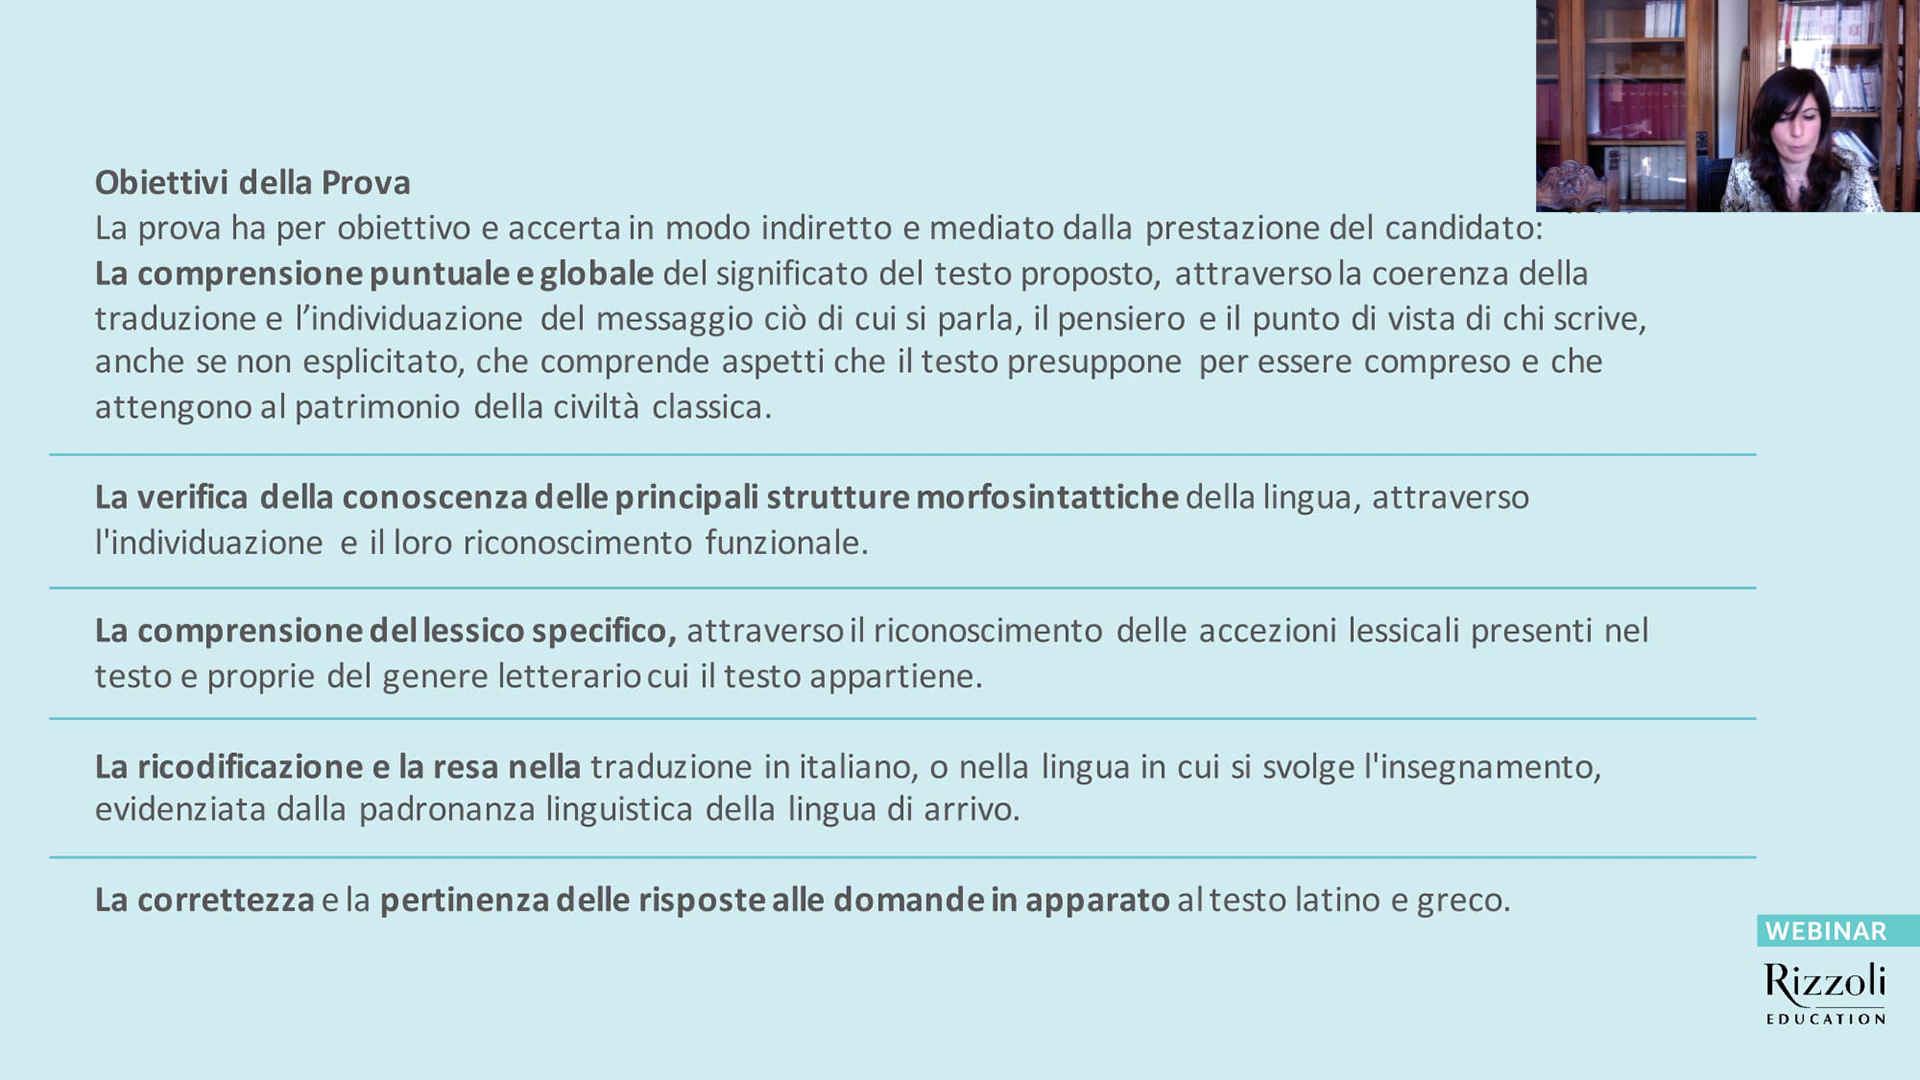 Obiettivi della Prova
La prova ha per obiettivo e accerta in modo indiretto e mediato dalla prestazione del candidato:
La comprensione puntuale e globale del significato del testo proposto, attraverso la coerenza della
traduzione e l’individuazione del messaggio ciò di cui si parla, il pensiero e il punto di vista di chi scrive,
anche se non esplicitato, che comprende aspetti che il testo presuppone per essere compreso e che
attengono al patrimonio della civiltà classica.
La verifica della conoscenza delle principali strutture morfosintattiche della lingua, attraverso
l'individuazione e il loro riconoscimento funzionale.
La comprensione del lessico specifico, attraverso il riconoscimento delle accezioni lessicali presenti nel
testo e proprie del genere letterario cui il testo appartiene.
La ricodificazione e la resa nella traduzione in italiano, o nella lingua in cui si svolge l'insegnamento,
evidenziata dalla padronanza linguistica della lingua di arrivo.
La correttezza e la pertinenza delle risposte alle domande in apparato al testo latino e greco.
WEBINAR
Rizzoli
EDUCATION